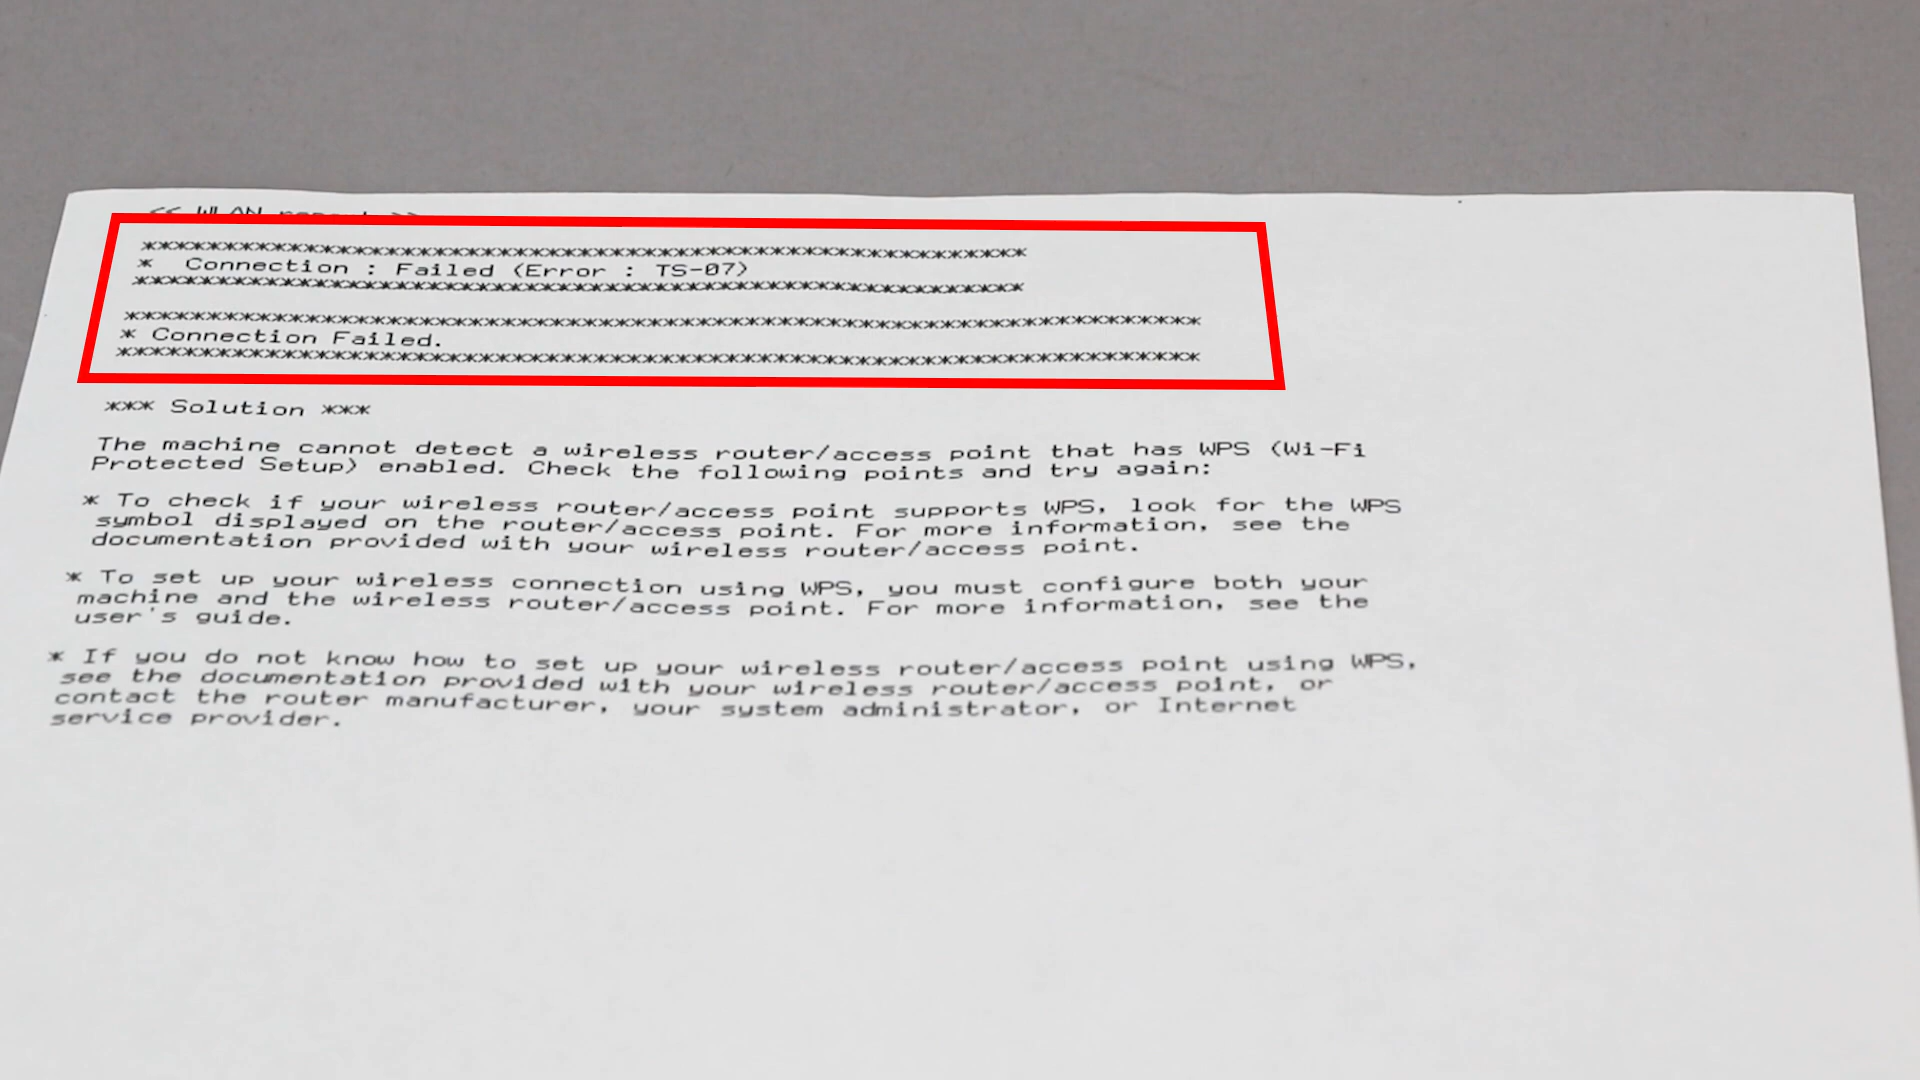 << WLAN report >>
*******************************************************
*  Connection : Failed (Error : TS-07)
*******************************************************
*******************************************************************
* Connection Failed.
*******************************************************************
*** Solution ***
The machine cannot detect a wireless router/access point that has WPS (Wi-Fi
Protected Setup) enabled. Check the following points and try again:
* To check if your wireless router/access point supports WPS, look for the WPS
symbol displayed on the router/access point. For more information, see the
documentation provided with your wireless router/access point.
* To set up your wireless connection using WPS, you must configure both your
machine and the wireless router/access point. For more information, see the
user's guide.
* If you do not know how to set up your wireless router/access point using WPS,
see the documentation provided with your wireless router/access point, or
contact the router manufacturer, your system administrator, or Internet
service provider.